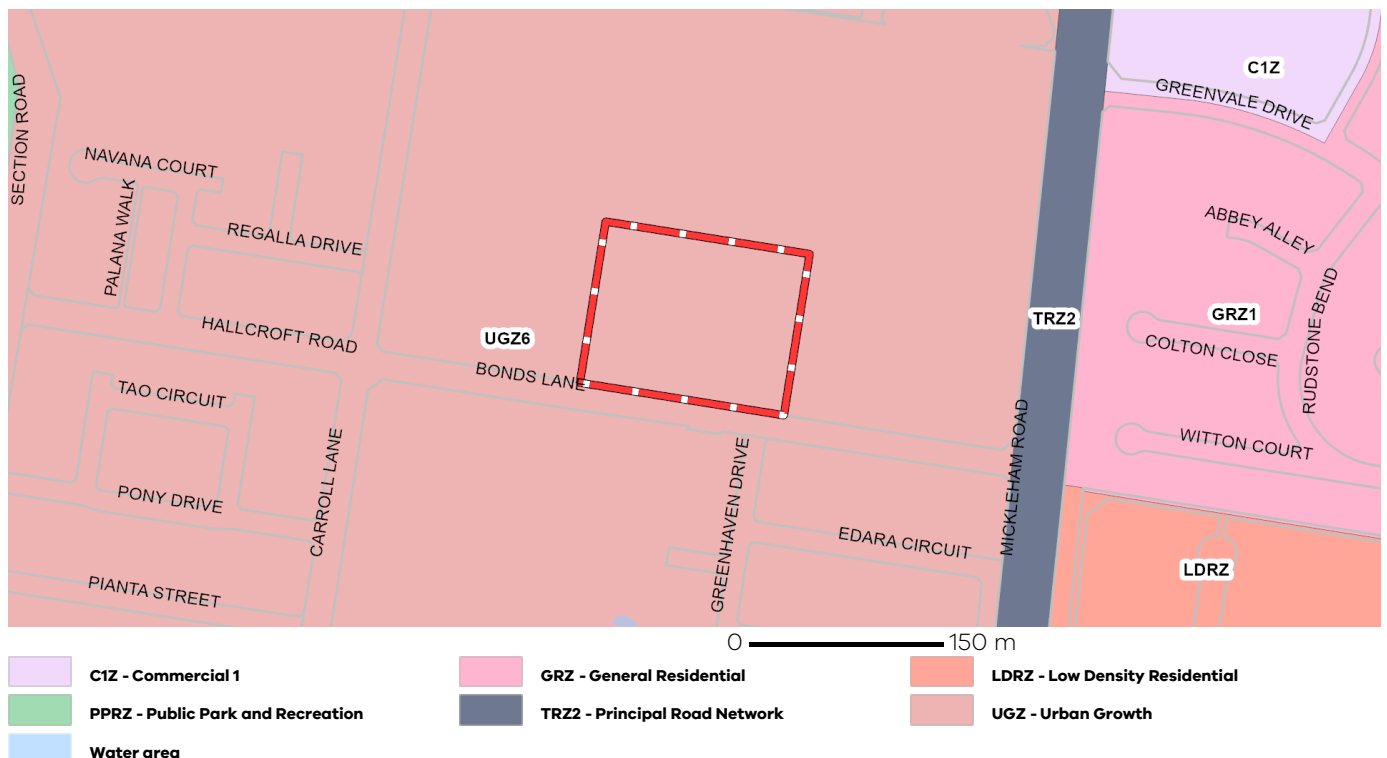 C1Z
GREENVALE DRIVE
SECTION ROAD
NAVANA COURT
PALANA WALK
REGALLA DRIVE
ABBEY ALLEY
RUDSTONE BEND
HALLCROFT ROAD
UGZ6
TRZ2
GRZ1
COLTON CLOSE
BONDS LANE
TAO CIRCUIT
CARROLL LANE
MICKLEHAM ROAD
WITTON COURT
PONY DRIVE
GREENHAVEN DRIVE
EDARA CIRCUIT
LDRZ
PIANTA STREET
0 150 m
C1Z - Commercial 1
GRZ - General Residential
LDRZ - Low Density Residential
PPRZ - Public Park and Recreation
TRZ2 - Principal Road Network
UGZ - Urban Growth
Water area